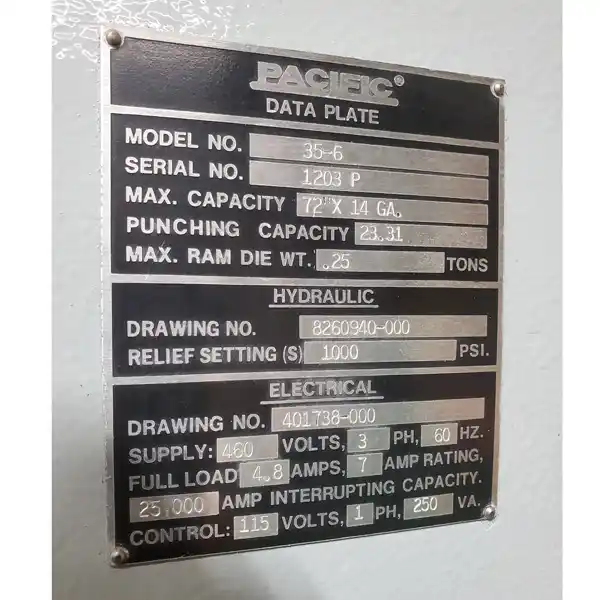 PACIFIC®
DATA PLATE
MODEL NO. 35-6
SERIAL NO. 1203 P
MAX. CAPACITY 72" X 14 GA.
PUNCHING CAPACITY 23.31
MAX. RAM DIE WT. .25 TONS
HYDRAULIC
DRAWING NO. 8260940-000
RELIEF SETTING (S) 1000 PSI.
ELECTRICAL
DRAWING NO. 401738-000
SUPPLY: 460 VOLTS, 3 PH, 60 HZ.
FULL LOAD 4.8 AMPS, 7 AMP RATING,
25,000 AMP INTERRUPTING CAPACITY.
CONTROL: 115 VOLTS, 1 PH, 250 VA.